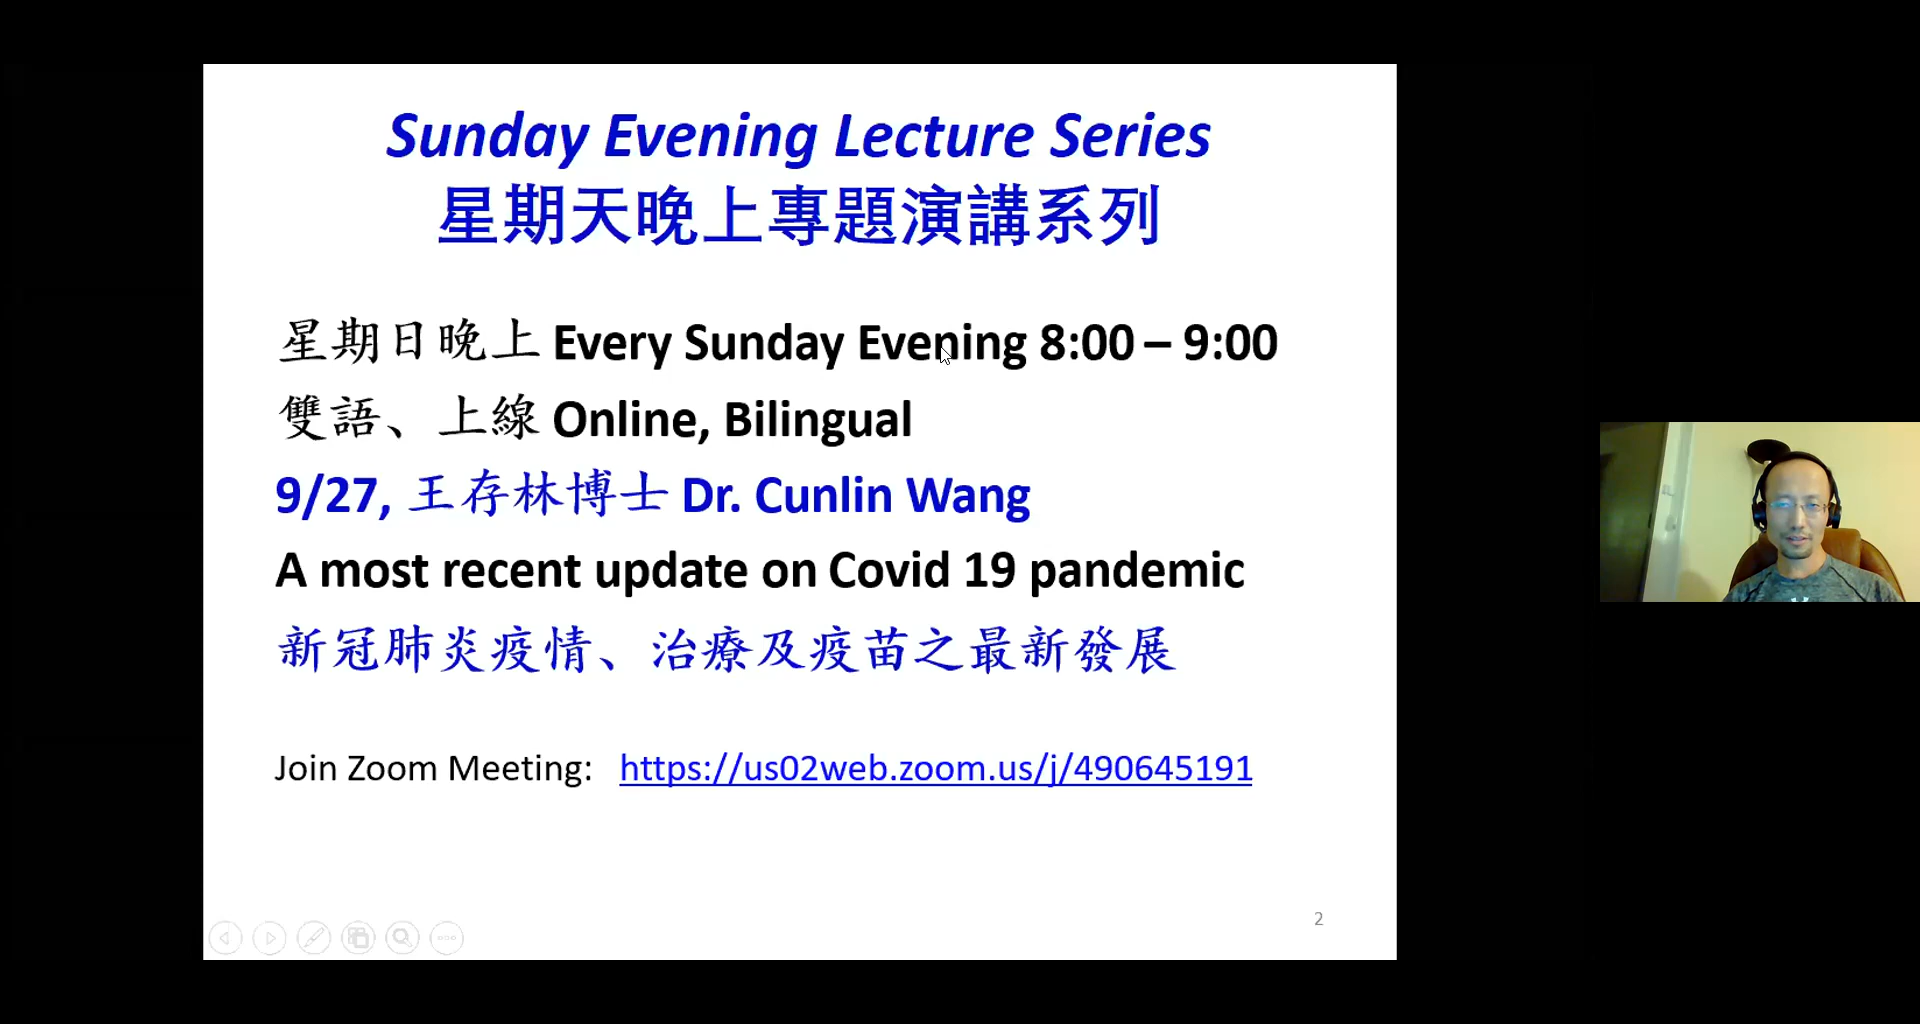 Sunday Evening Lecture Series
星期天晚上專題演講系列
星期日晚上 Every Sunday Evening 8:00 – 9:00
雙語、上線 Online, Bilingual
9/27, 王存林博士 Dr. Cunlin Wang
A most recent update on Covid 19 pandemic
新冠肺炎疫情、治療及疫苗之最新發展
Join Zoom Meeting: https://us02web.zoom.us/j/490645191
2